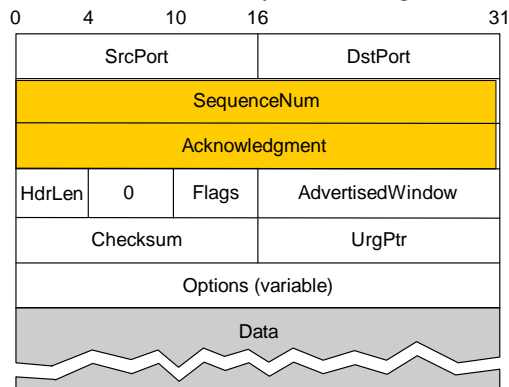 0 4 10 16 31
SrcPort DstPort
SequenceNum
Acknowledgment
HdrLen 0 Flags AdvertisedWindow
Checksum UrgPtr
Options (variable)
Data